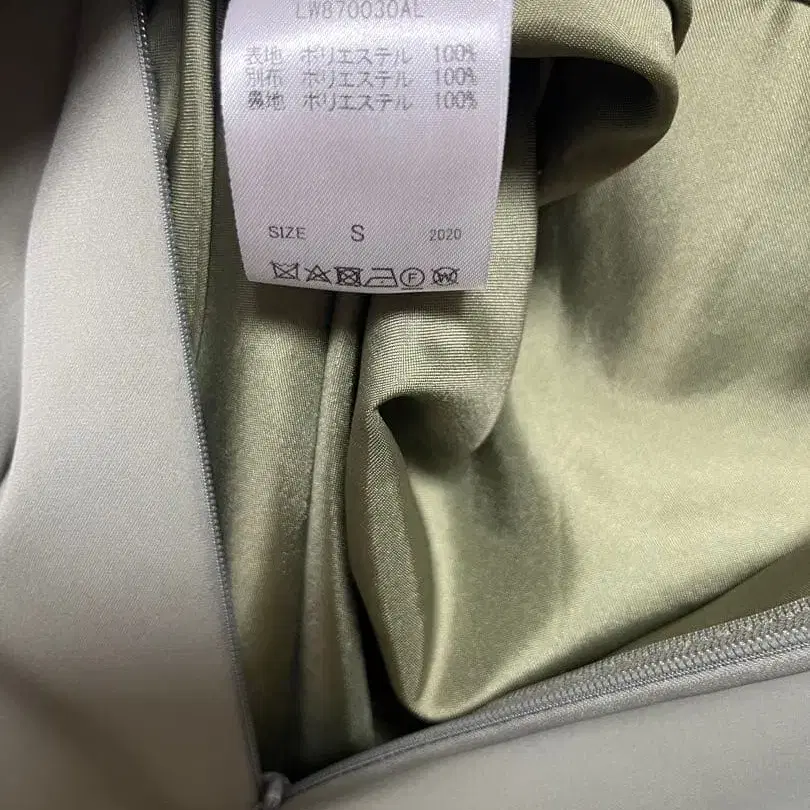 LW870030AL
表地 ポリエステル 100%
別布 ポリエステル 100%
裏地 ポリエステル 100%
SIZE S 2020
F W